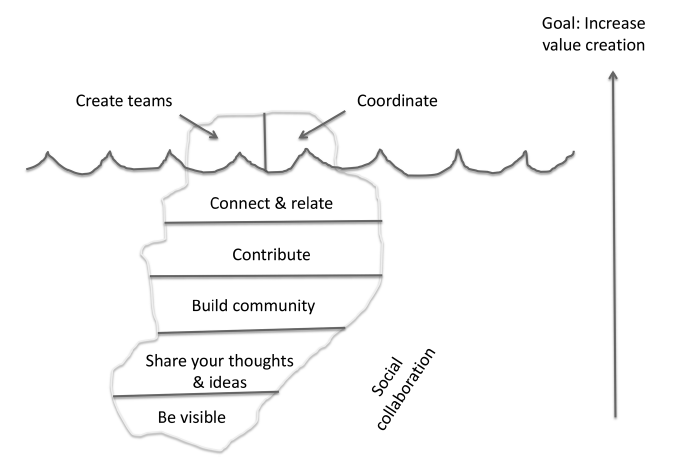 Goal: Increase
value creation
Create teams
Coordinate
Connect & relate
Contribute
Build community
Share your thoughts
& ideas
Be visible
Social
collaboration